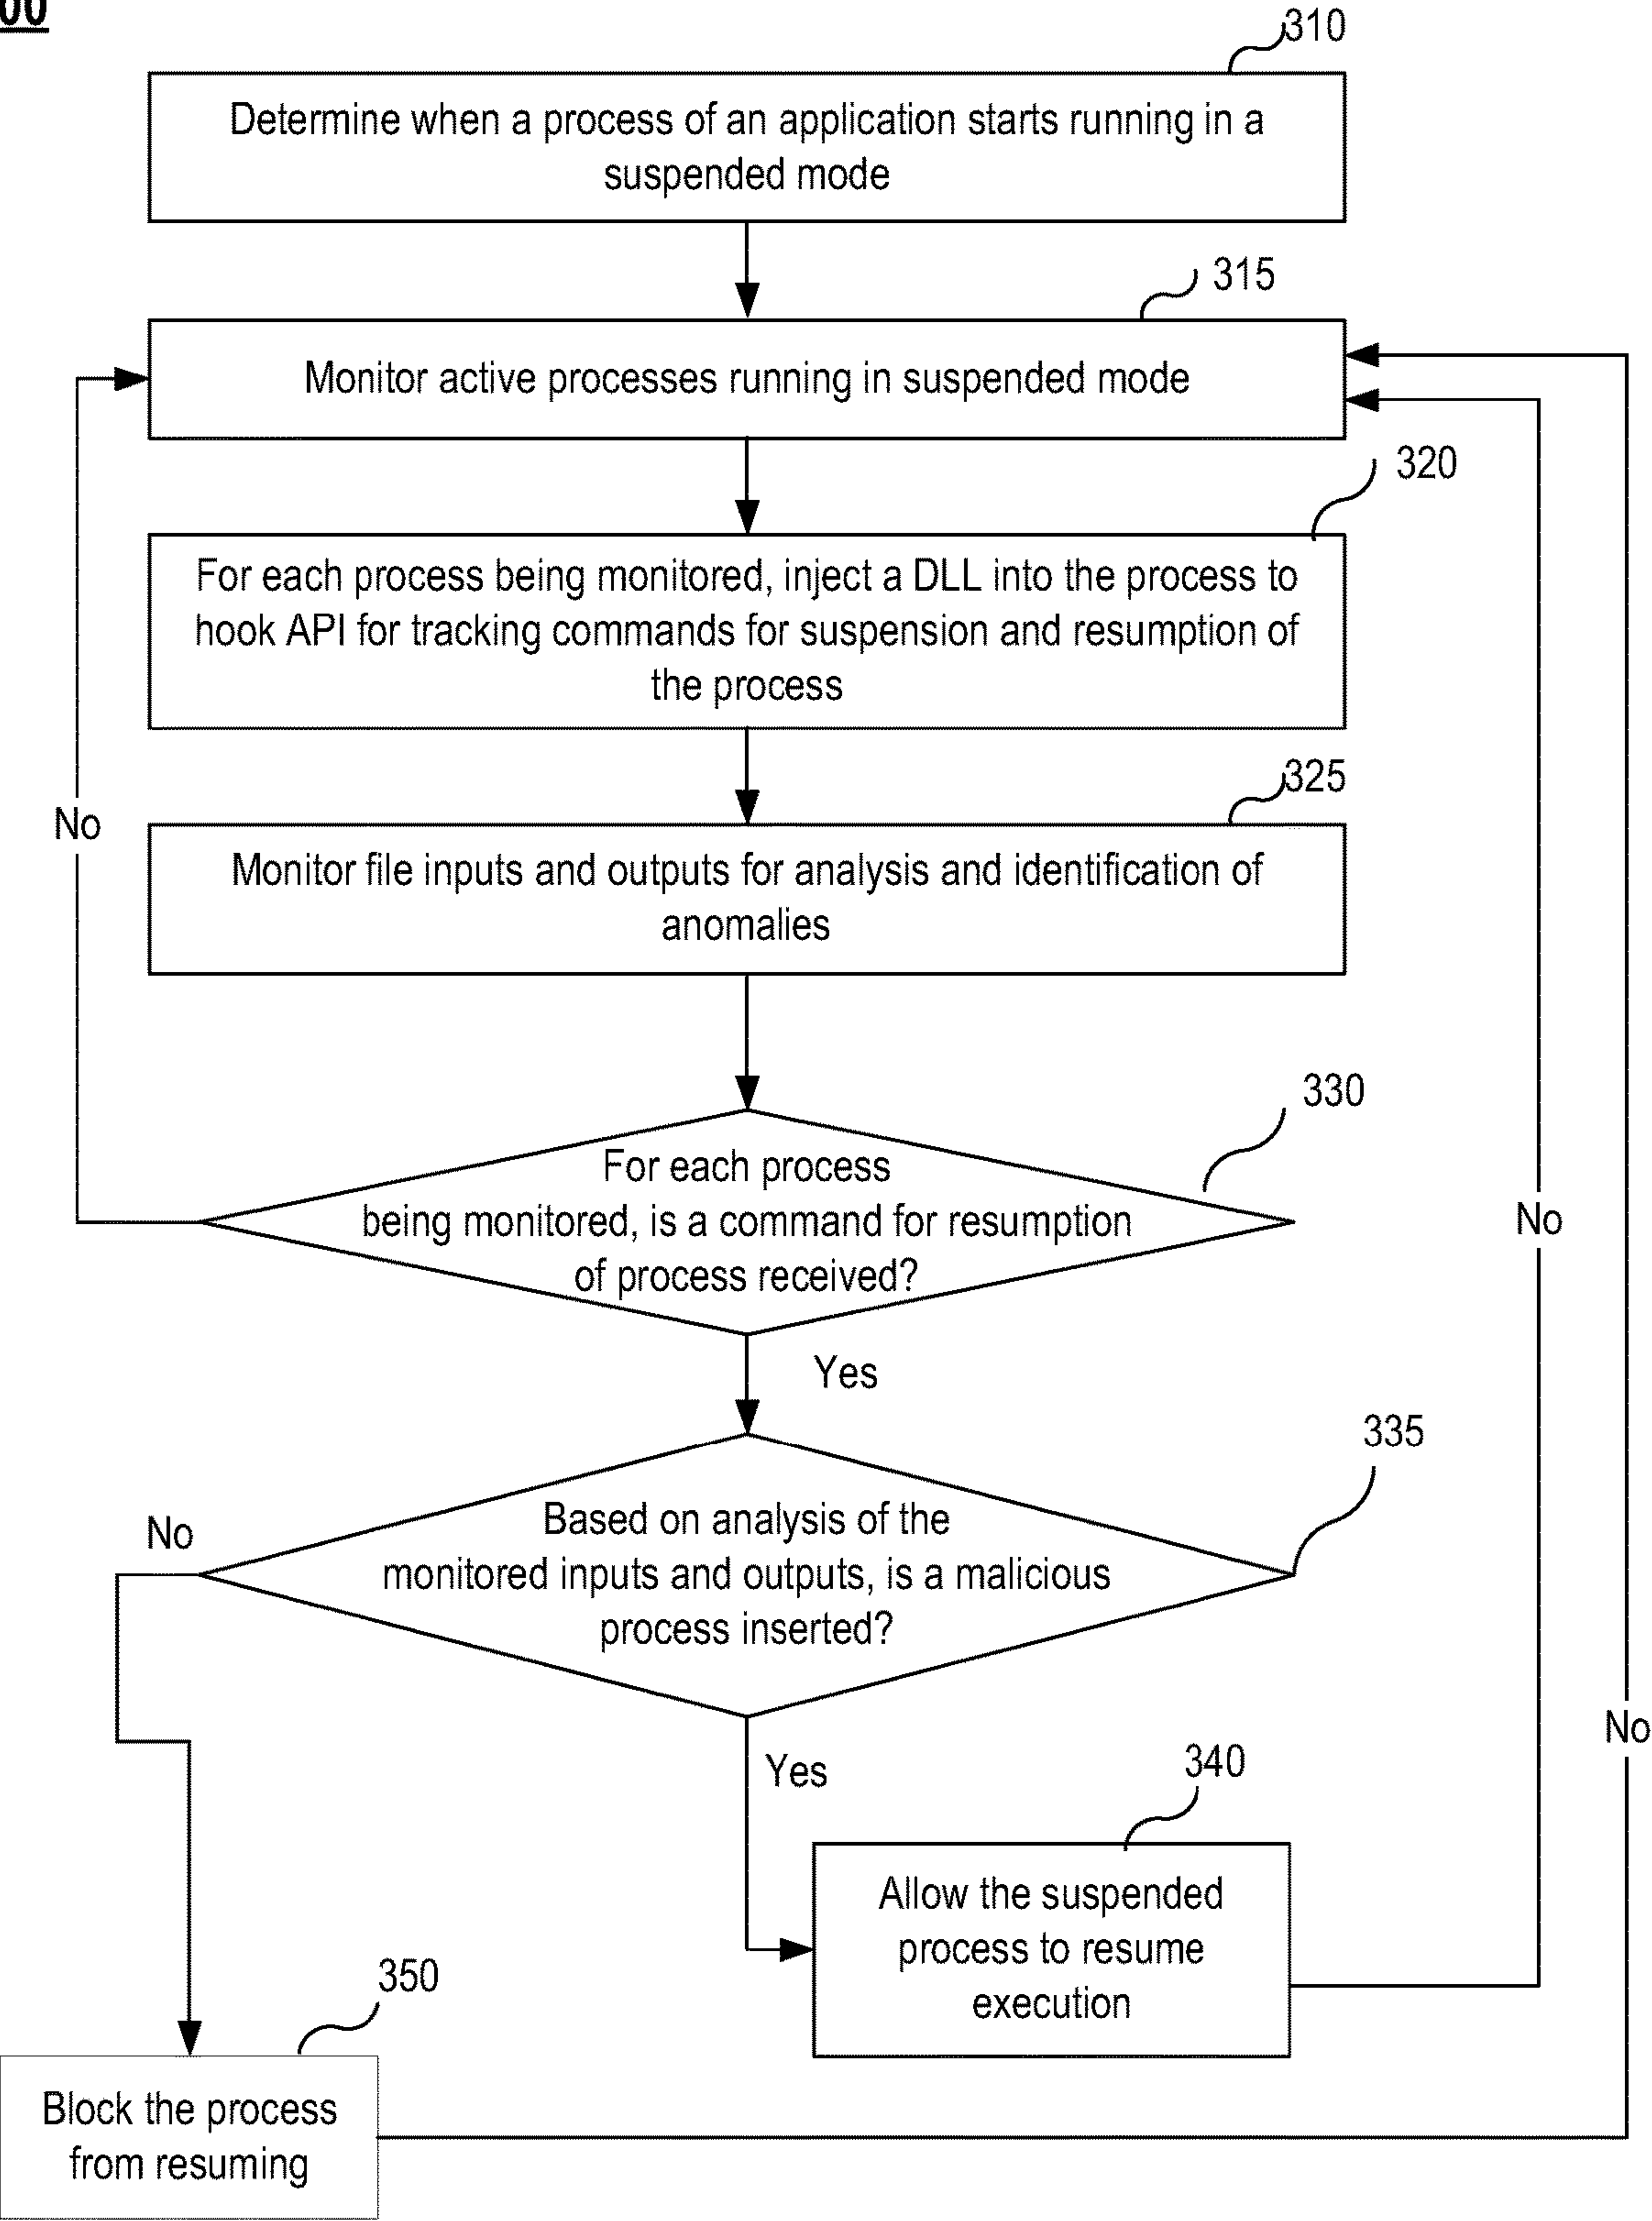 00
310
Determine when a process of an application starts running in a
suspended mode
315
Monitor active processes running in suspended mode
320
For each process being monitored, inject a DLL into the process to
hook API for tracking commands for suspension and resumption of
the process
325
No
Monitor file inputs and outputs for analysis and identification of
anomalies
330
For each process
being monitored, is a command for resumption
of process received?
No
Yes
335
No
Based on analysis of the
monitored inputs and outputs, is a malicious
process inserted?
No
Yes
340
Allow the suspended
process to resume
execution
350
Block the process
from resuming